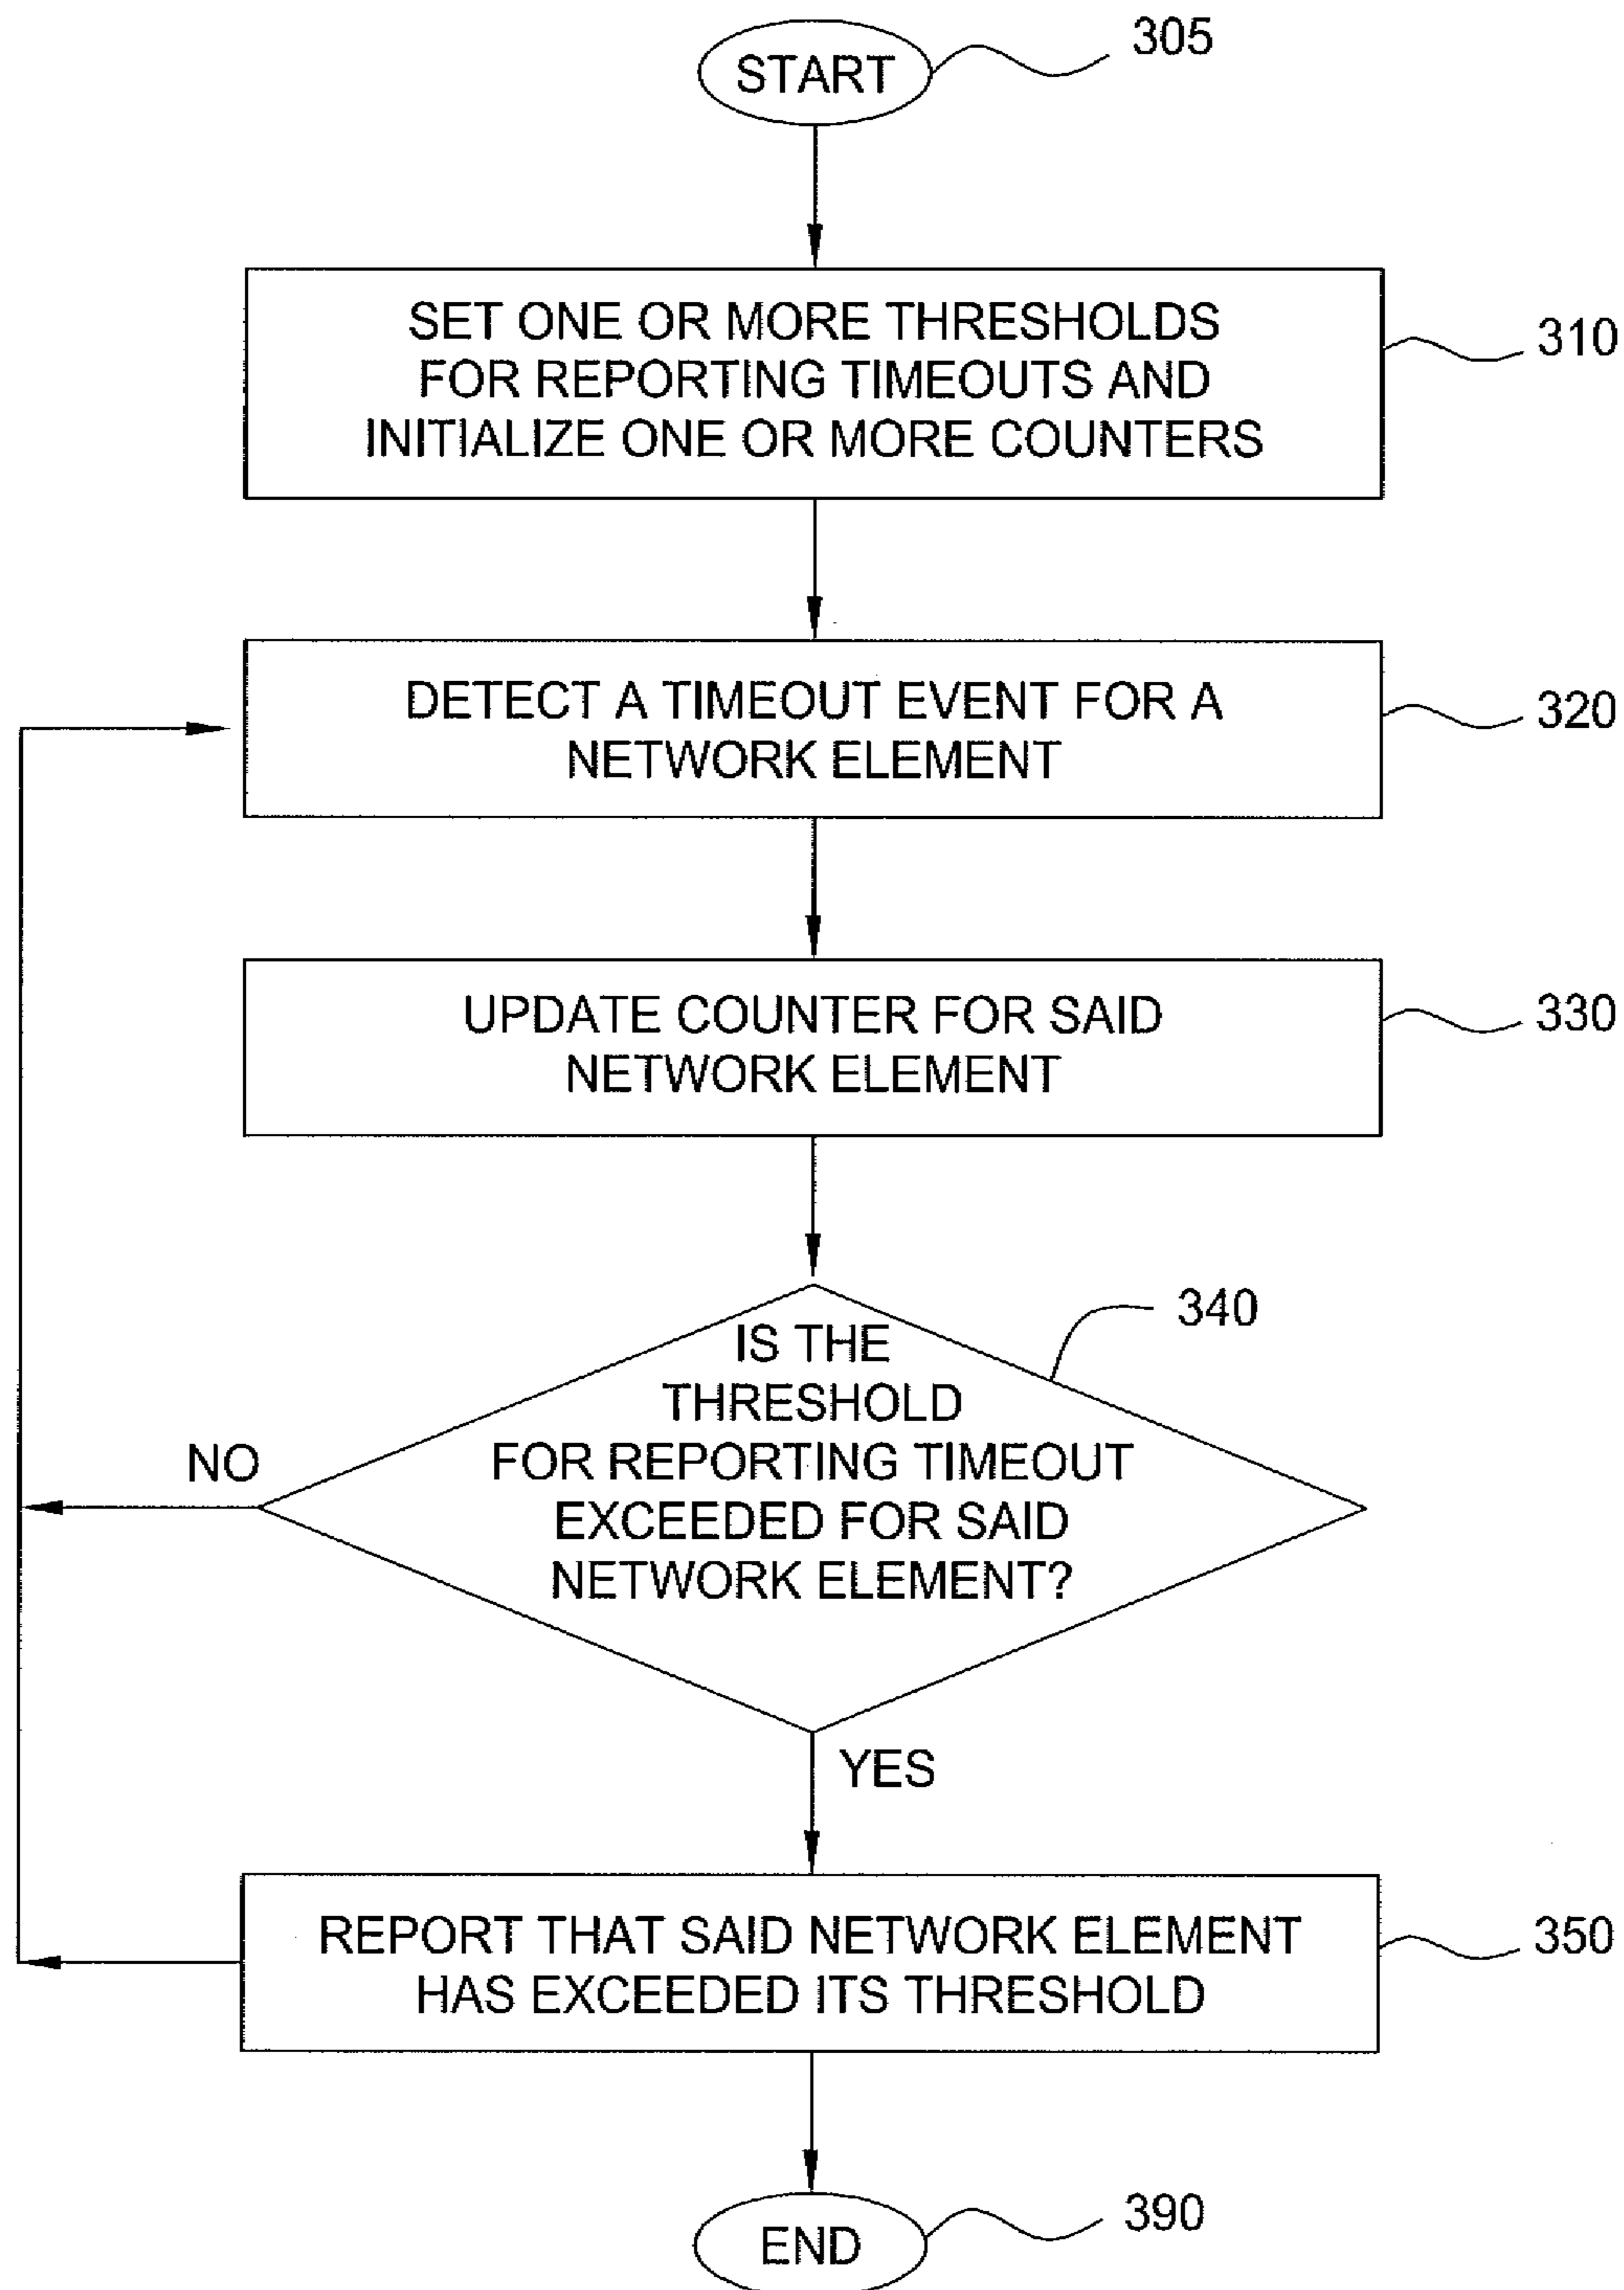 START
305
SET ONE OR MORE THRESHOLDS
FOR REPORTING TIMEOUTS AND
INITIALIZE ONE OR MORE COUNTERS
310
DETECT A TIMEOUT EVENT FOR A
NETWORK ELEMENT
320
UPDATE COUNTER FOR SAID
NETWORK ELEMENT
330
IS THE
THRESHOLD
FOR REPORTING TIMEOUT
EXCEEDED FOR SAID
NETWORK ELEMENT?
340
NO
YES
REPORT THAT SAID NETWORK ELEMENT
HAS EXCEEDED ITS THRESHOLD
350
END
390